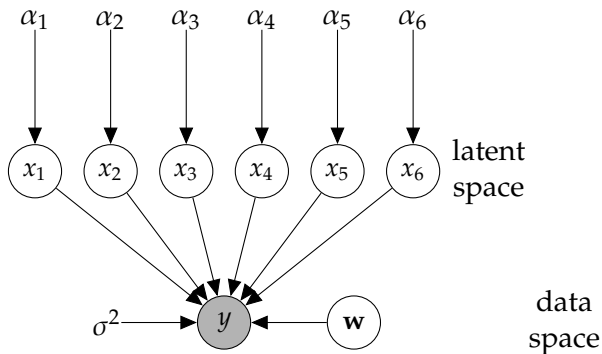 α₁ α₂ α₃ α₄ α₅ α₆
x₁ x₂ x₃ x₄ x₅ x₆
latent
space
σ² y w
data
space